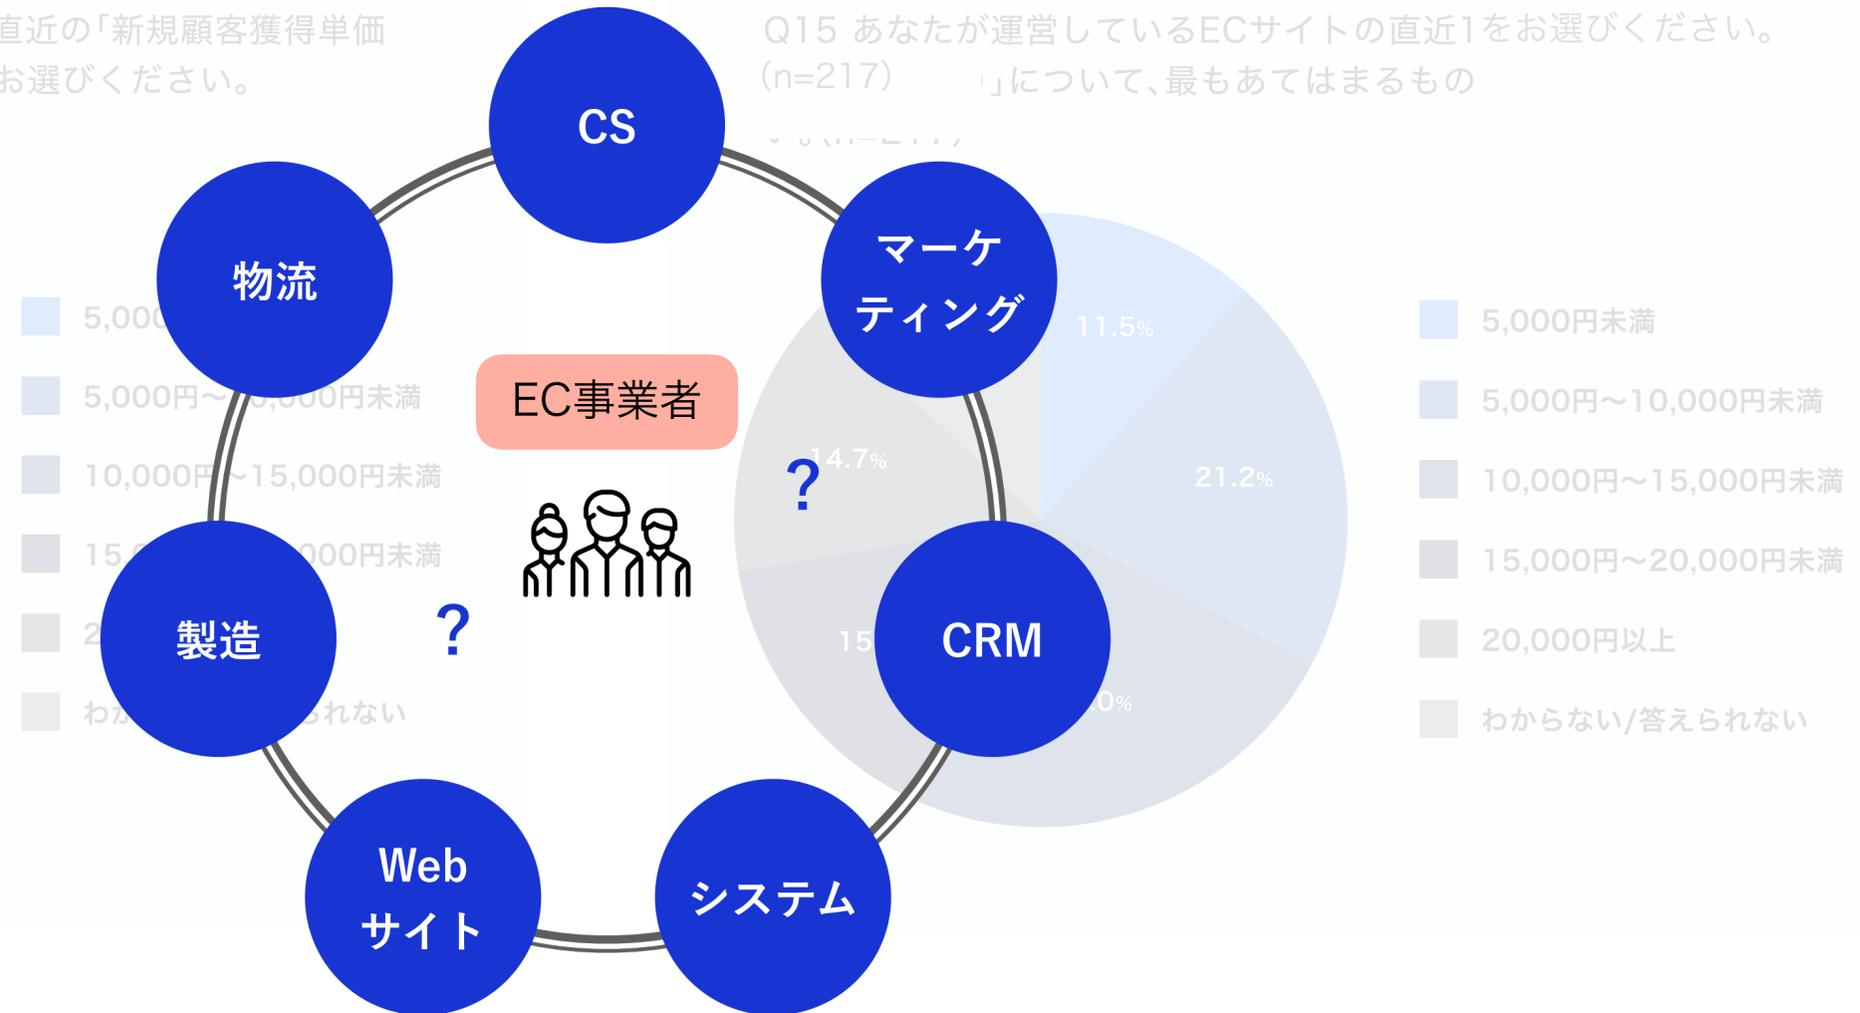 直近の「新規顧客獲得単価
お選びください。
Q15 あなたが運営しているECサイトの直近1をお選びください。
(n=217)
」について、最もあてはまるもの
CS
物流
マーケ
ティング
EC事業者
?
?
製造
CRM
Web
サイト
システム
5,000円〜
円未満
10,000円〜15,000円未満
000円未満
られない
11.5%
21.2%
14.7%
5,000円未満
5,000円〜10,000円未満
10,000円〜15,000円未満
15,000円〜20,000円未満
20,000円以上
わからない/答えられない